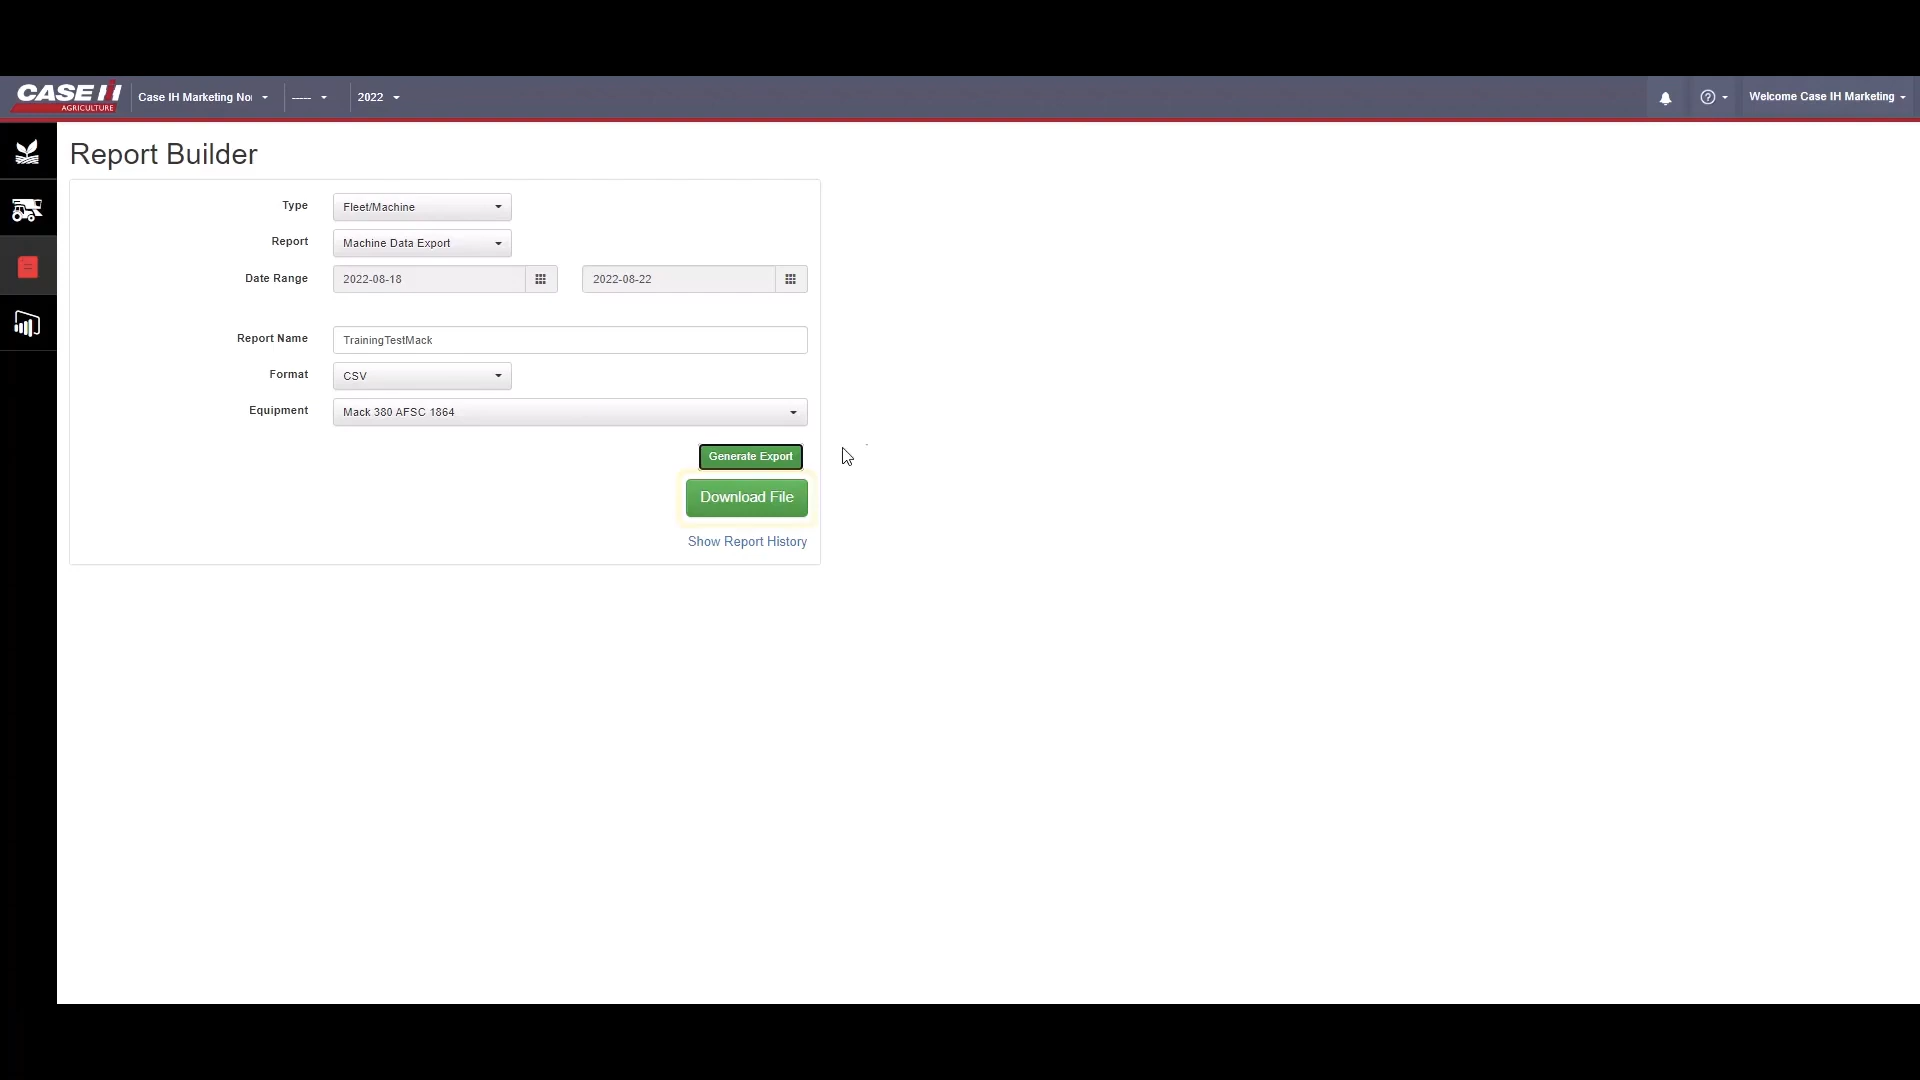 CASE IH
AGRICULTURE
Case IH Marketing No
2022
Welcome Case IH Marketing
Report Builder
Type
Fleet/Machine
Report
Machine Data Export
Date Range
2022-08-18
2022-08-22
Report Name
TrainingTestMack
Format
CSV
Equipment
Mack 380 AFSC 1864
Generate Export
Download File
Show Report History